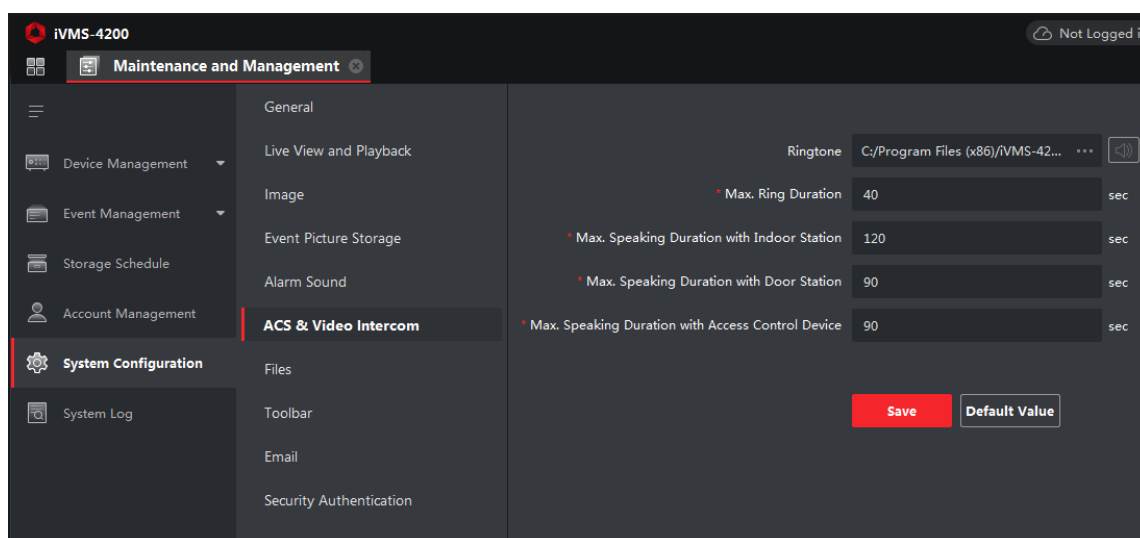 iVMS-4200
Not Logged i
Maintenance and Management
Device Management
Event Management
Storage Schedule
Account Management
System Configuration
System Log
General
Live View and Playback
Image
Event Picture Storage
Alarm Sound
ACS & Video Intercom
Files
Toolbar
Email
Security Authentication
Ringtone C:/Program Files (x86)/iVMS-42... ...
* Max. Ring Duration 40 sec
* Max. Speaking Duration with Indoor Station 120 sec
* Max. Speaking Duration with Door Station 90 sec
* Max. Speaking Duration with Access Control Device 90 sec
Save Default Value